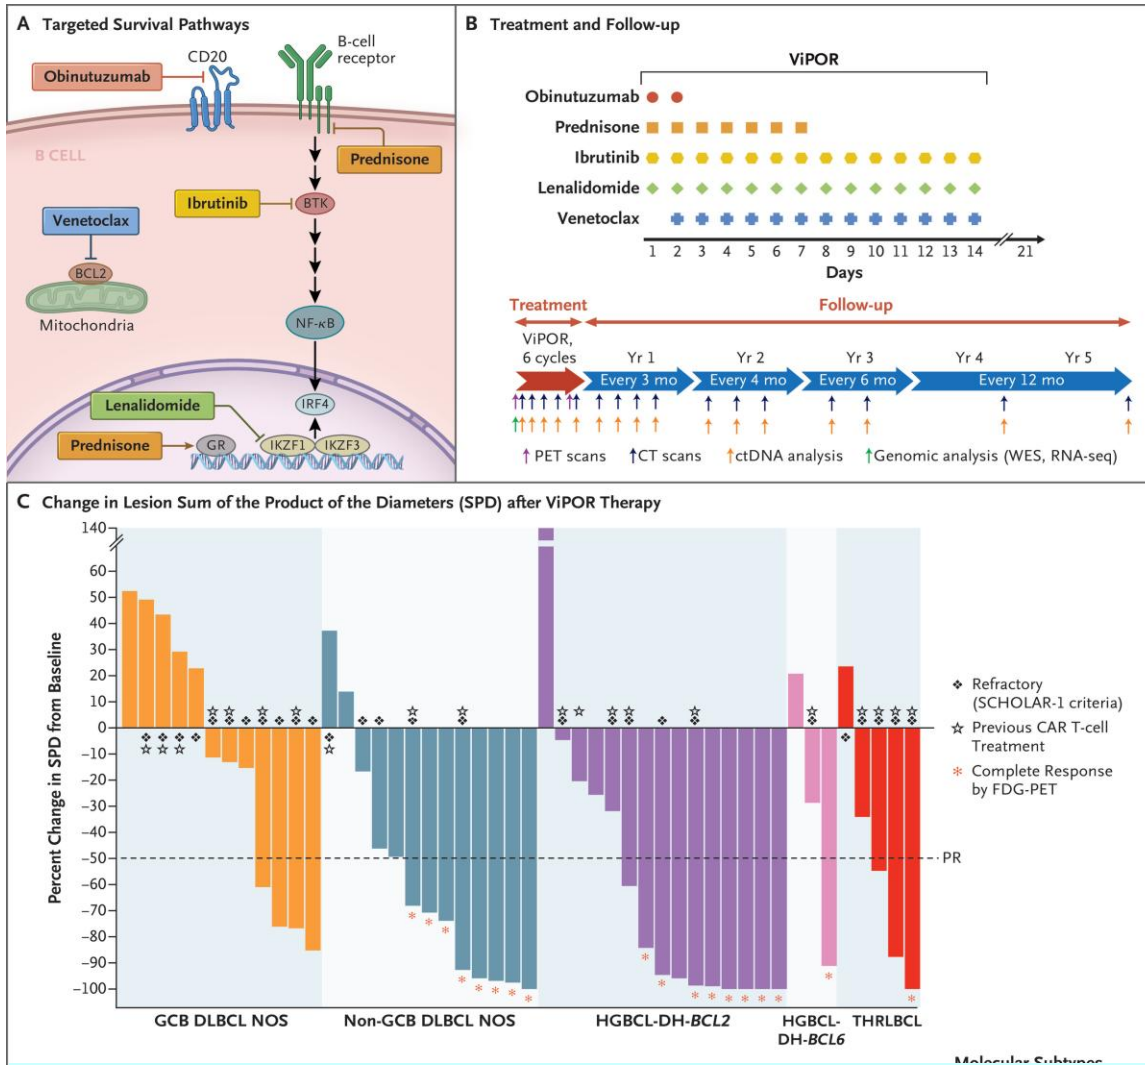 A Targeted Survival Pathways
CD20
B-cell
receptor
Obinutuzumab
B CELL
Prednisone
Ibrutinib
BTK
Venetoclax
BCL2
Mitochondria
NF-κB
Lenalidomide
IRF4
Prednisone
GR
IKZF1
IKZF3
B Treatment and Follow-up
ViPOR
Obinutuzumab
Prednisone
Ibrutinib
Lenalidomide
Venetoclax
1 2 3 4 5 6 7 8 9 10 11 12 13 14 21
Days
Treatment Follow-up
ViPOR,
6 cycles
Yr 1 Yr 2 Yr 3 Yr 4 Yr 5
Every 3 mo Every 4 mo Every 6 mo Every 12 mo
PET scans CT scans ctDNA analysis Genomic analysis (WES, RNA-seq)
C Change in Lesion Sum of the Product of the Diameters (SPD) after ViPOR Therapy
Percent Change in SPD from Baseline
140
60
50
40
30
20
10
0
−10
−20
−30
−40
−50
−60
−70
−80
−90
−100
PR
Refractory
(SCHOLAR-1 criteria)
Previous CAR T-cell
Treatment
Complete Response
by FDG-PET
GCB DLBCL NOS Non-GCB DLBCL NOS HGBCL-DH-BCL2 HGBCL- THRLBCL
DH-BCL6
Molecular Subtypes